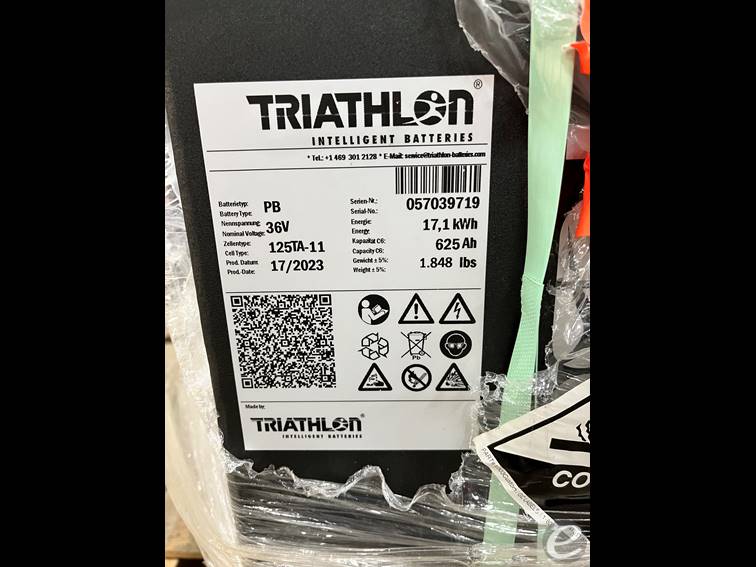 TRIATHLON®
INTELLIGENT BATTERIES
* Tel.: +1 469 301 2128 * E-Mail: service@triathlon-batteries.com
Batterietyp:
Battery Type: PB
Nennspannung:
Nominal Voltage: 36V
Zellentype:
Cell Type: 125TA-11
Prod. Datum:
Prod.-Date: 17/2023
Serien-Nr.:
Serial-No.: 057039719
Energie:
Energy 17,1 kWh
Kapazität C6:
Capacity C6: 625 Ah
Gewicht ± 5%:
Weight ± 5%: 1.848 lbs
Pb
Made by:
TRIATHLON®
INTELLIGENT BATTERIES
CO
e